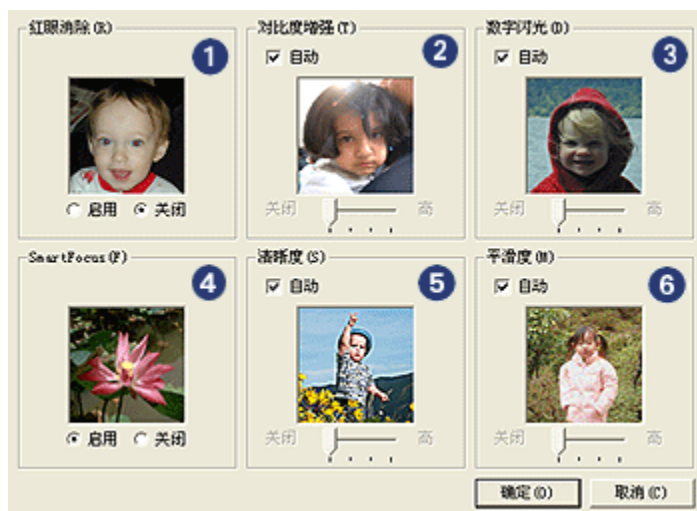 红眼消除(R)
1
启用
关闭
对比度增强(T)
2
自动
关闭
高
数字闪光(D)
3
自动
关闭
高
SmartFocus(F)
4
启用
关闭
清晰度(S)
5
自动
关闭
高
平滑度(M)
6
自动
关闭
高
确定(O)
取消(C)